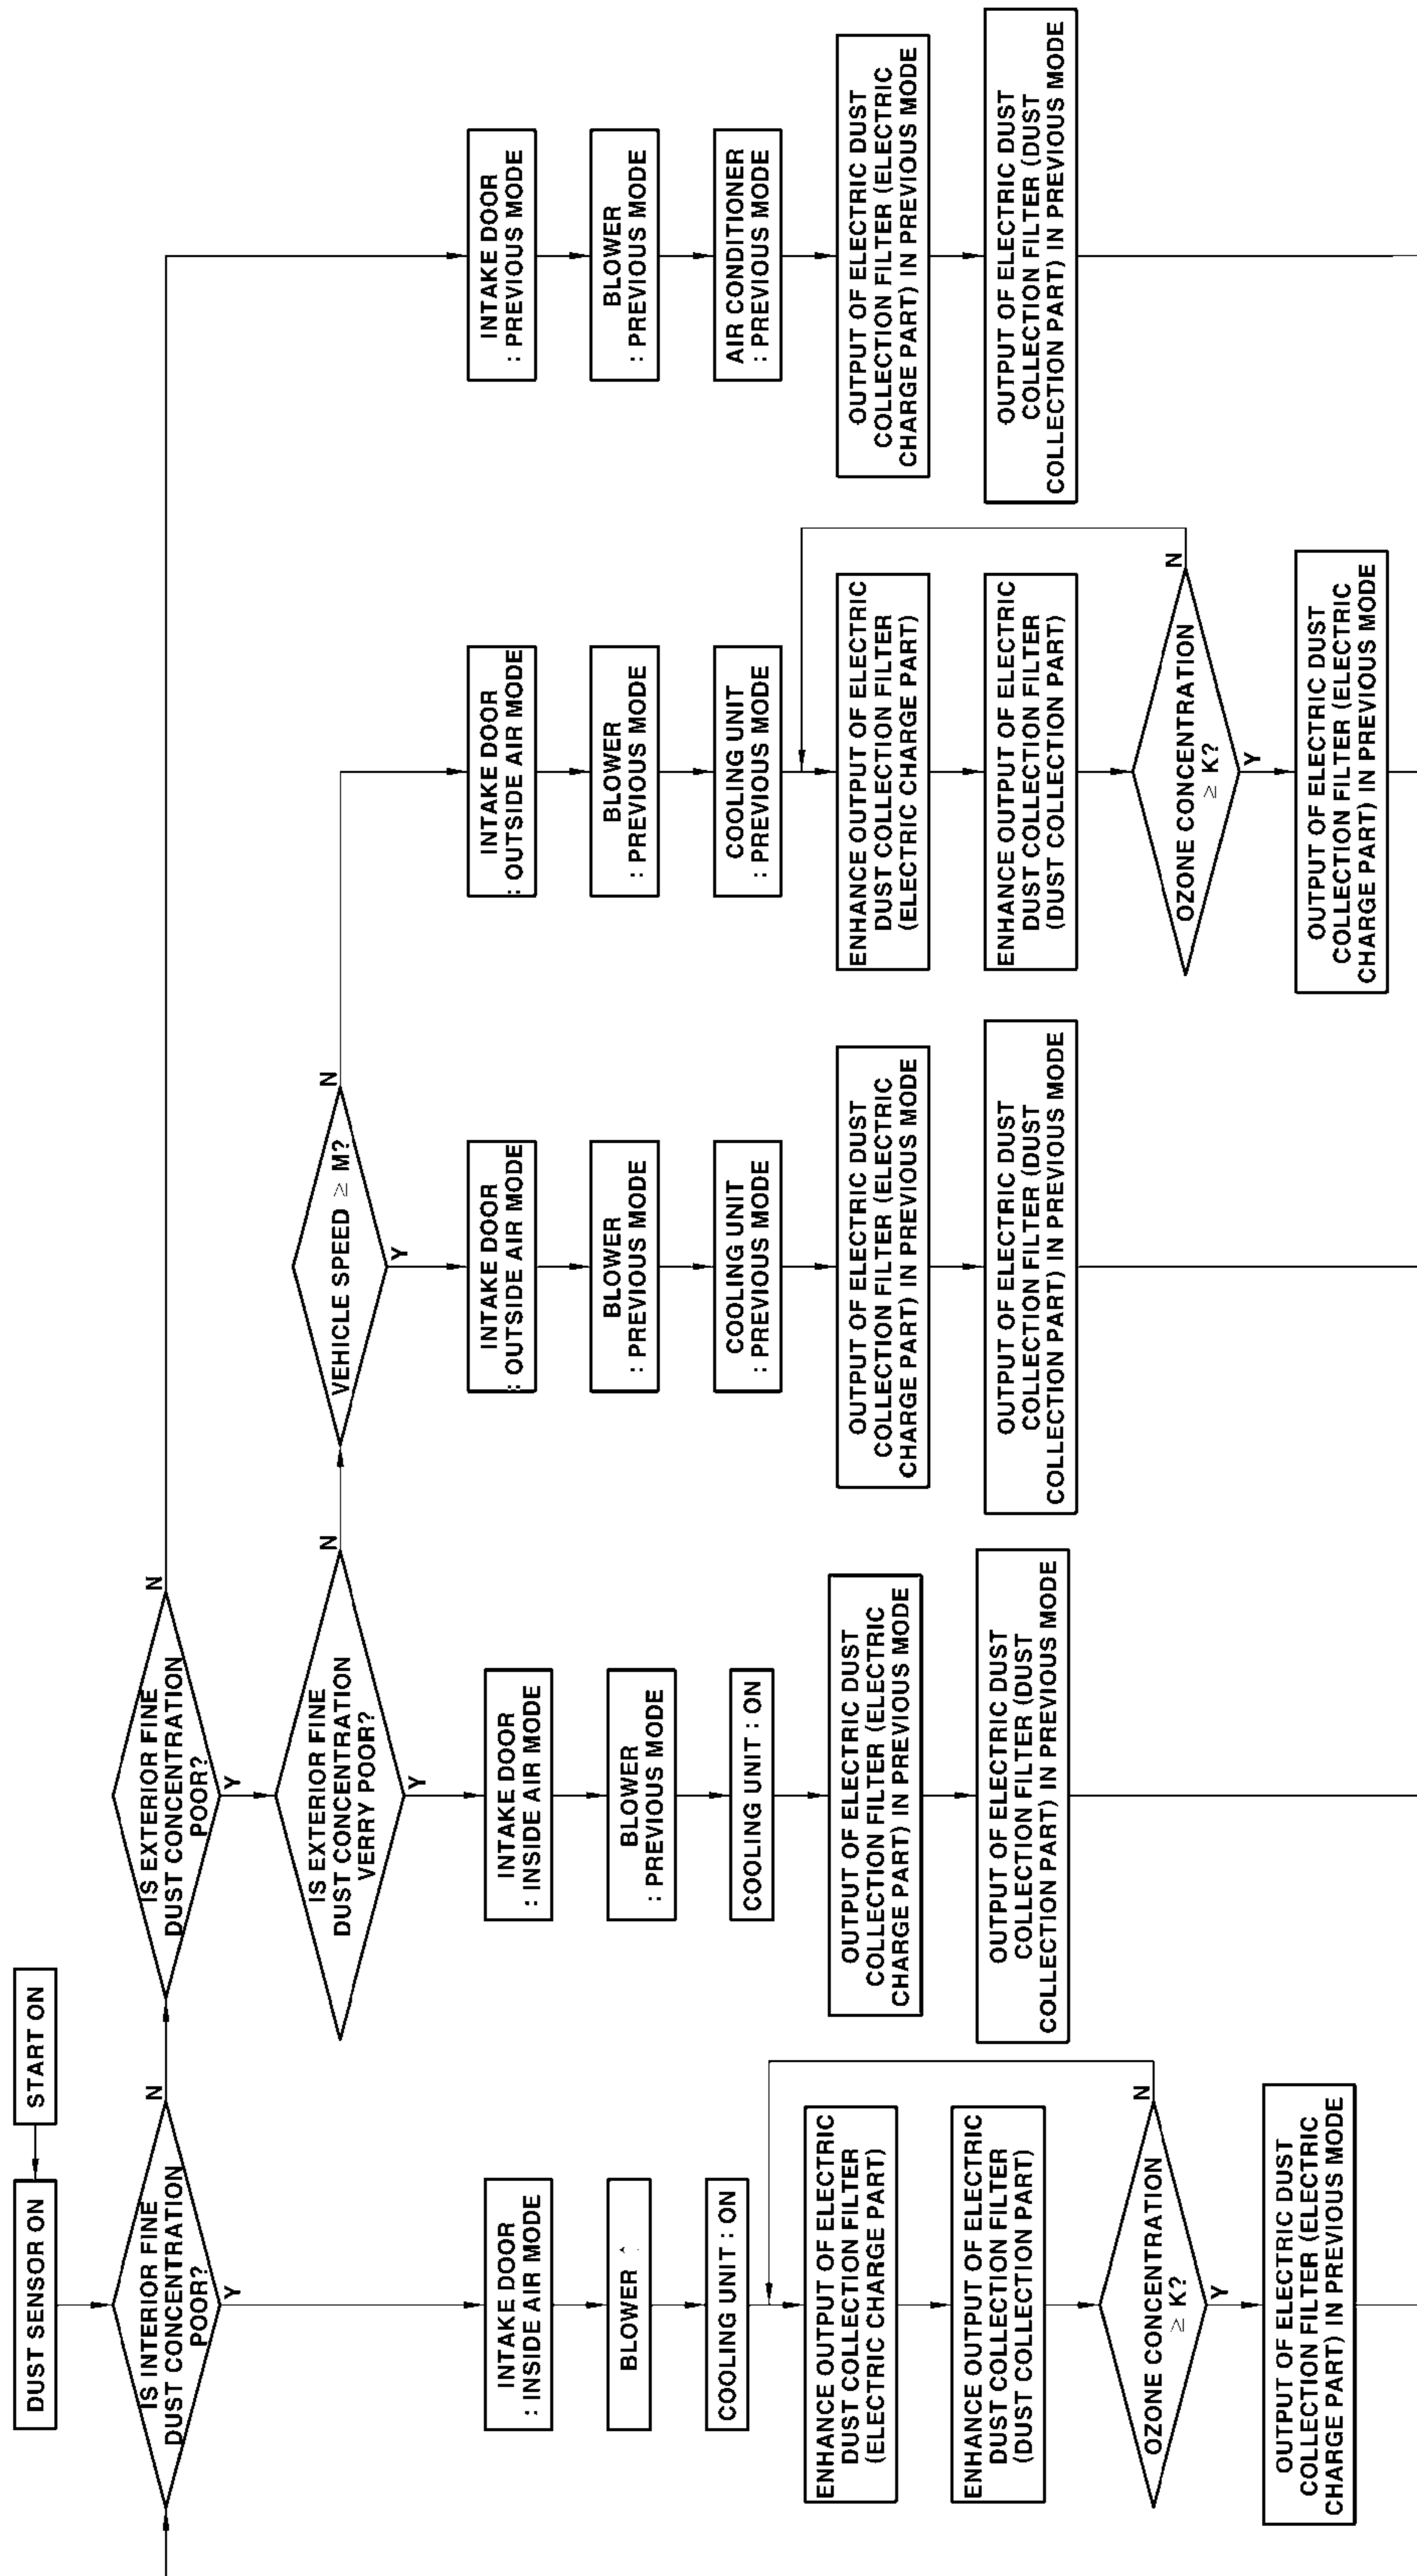 START ON
DUST SENSOR ON
IS INTERIOR FINE
DUST CONCENTRATION
POOR?
N
Y
IS EXTERIOR FINE
DUST CONCENTRATION
POOR?
N
Y
IS EXTERIOR FINE
DUST CONCENTRATION
VERRY POOR?
N
Y
VEHICLE SPEED ≥ M?
N
Y
INTAKE DOOR
: INSIDE AIR MODE
BLOWER ↑
COOLING UNIT : ON
ENHANCE OUTPUT OF ELECTRIC
DUST COLLECTION FILTER
(ELECTRIC CHARGE PART)
ENHANCE OUTPUT OF ELECTRIC
DUST COLLECTION FILTER
(DUST COLLECTION PART)
OZONE CONCENTRATION
≥ K?
N
Y
OUTPUT OF ELECTRIC DUST
COLLECTION FILTER (ELECTRIC
CHARGE PART) IN PREVIOUS MODE
INTAKE DOOR
: INSIDE AIR MODE
BLOWER
: PREVIOUS MODE
COOLING UNIT : ON
OUTPUT OF ELECTRIC DUST
COLLECTION FILTER (ELECTRIC
CHARGE PART) IN PREVIOUS MODE
OUTPUT OF ELECTRIC DUST
COLLECTION FILTER (DUST
COLLECTION PART) IN PREVIOUS MODE
INTAKE DOOR
: OUTSIDE AIR MODE
BLOWER
: PREVIOUS MODE
COOLING UNIT
: PREVIOUS MODE
OUTPUT OF ELECTRIC DUST
COLLECTION FILTER (ELECTRIC
CHARGE PART) IN PREVIOUS MODE
OUTPUT OF ELECTRIC DUST
COLLECTION FILTER (DUST
COLLECTION PART) IN PREVIOUS MODE
INTAKE DOOR
: OUTSIDE AIR MODE
BLOWER
: PREVIOUS MODE
COOLING UNIT
: PREVIOUS MODE
ENHANCE OUTPUT OF ELECTRIC
DUST COLLECTION FILTER
(ELECTRIC CHARGE PART)
ENHANCE OUTPUT OF ELECTRIC
DUST COLLECTION FILTER
(DUST COLLECTION PART)
OZONE CONCENTRATION
≥ K?
N
Y
OUTPUT OF ELECTRIC DUST
COLLECTION FILTER (ELECTRIC
CHARGE PART) IN PREVIOUS MODE
INTAKE DOOR
: PREVIOUS MODE
BLOWER
: PREVIOUS MODE
AIR CONDITIONER
: PREVIOUS MODE
OUTPUT OF ELECTRIC DUST
COLLECTION FILTER (ELECTRIC
CHARGE PART) IN PREVIOUS MODE
OUTPUT OF ELECTRIC DUST
COLLECTION FILTER (DUST
COLLECTION PART) IN PREVIOUS MODE